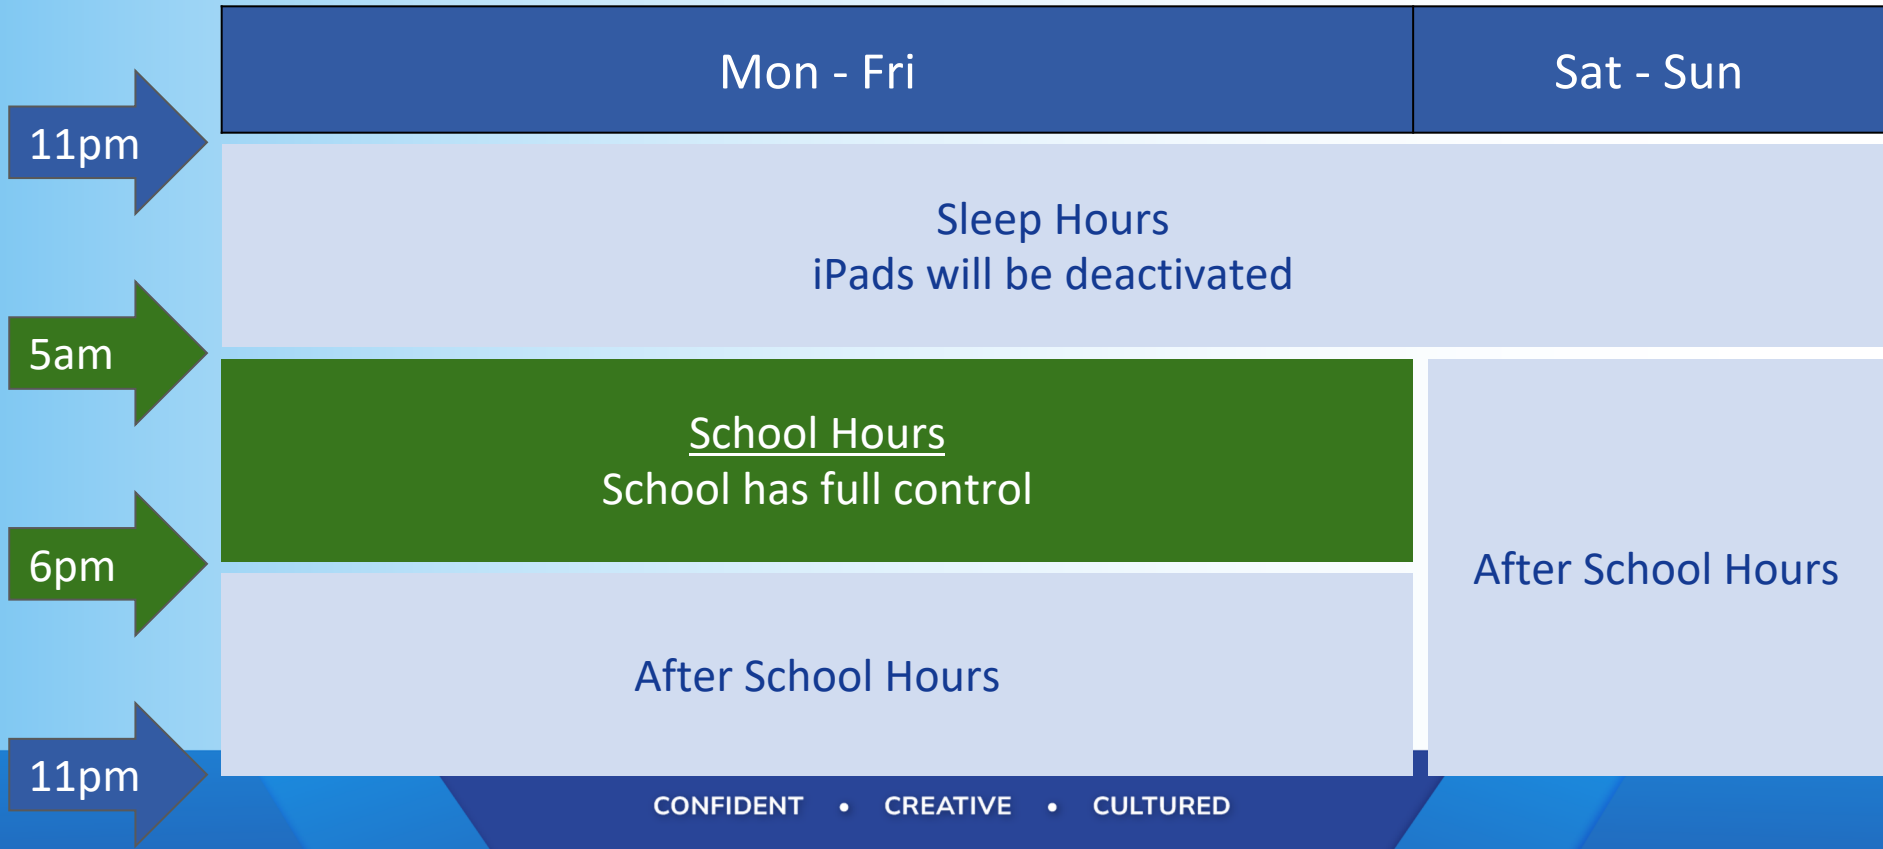 Mon - Fri
Sat - Sun
11pm
Sleep Hours
iPads will be deactivated
5am
School Hours
School has full control
6pm
After School Hours
After School Hours
11pm
CONFIDENT • CREATIVE • CULTURED